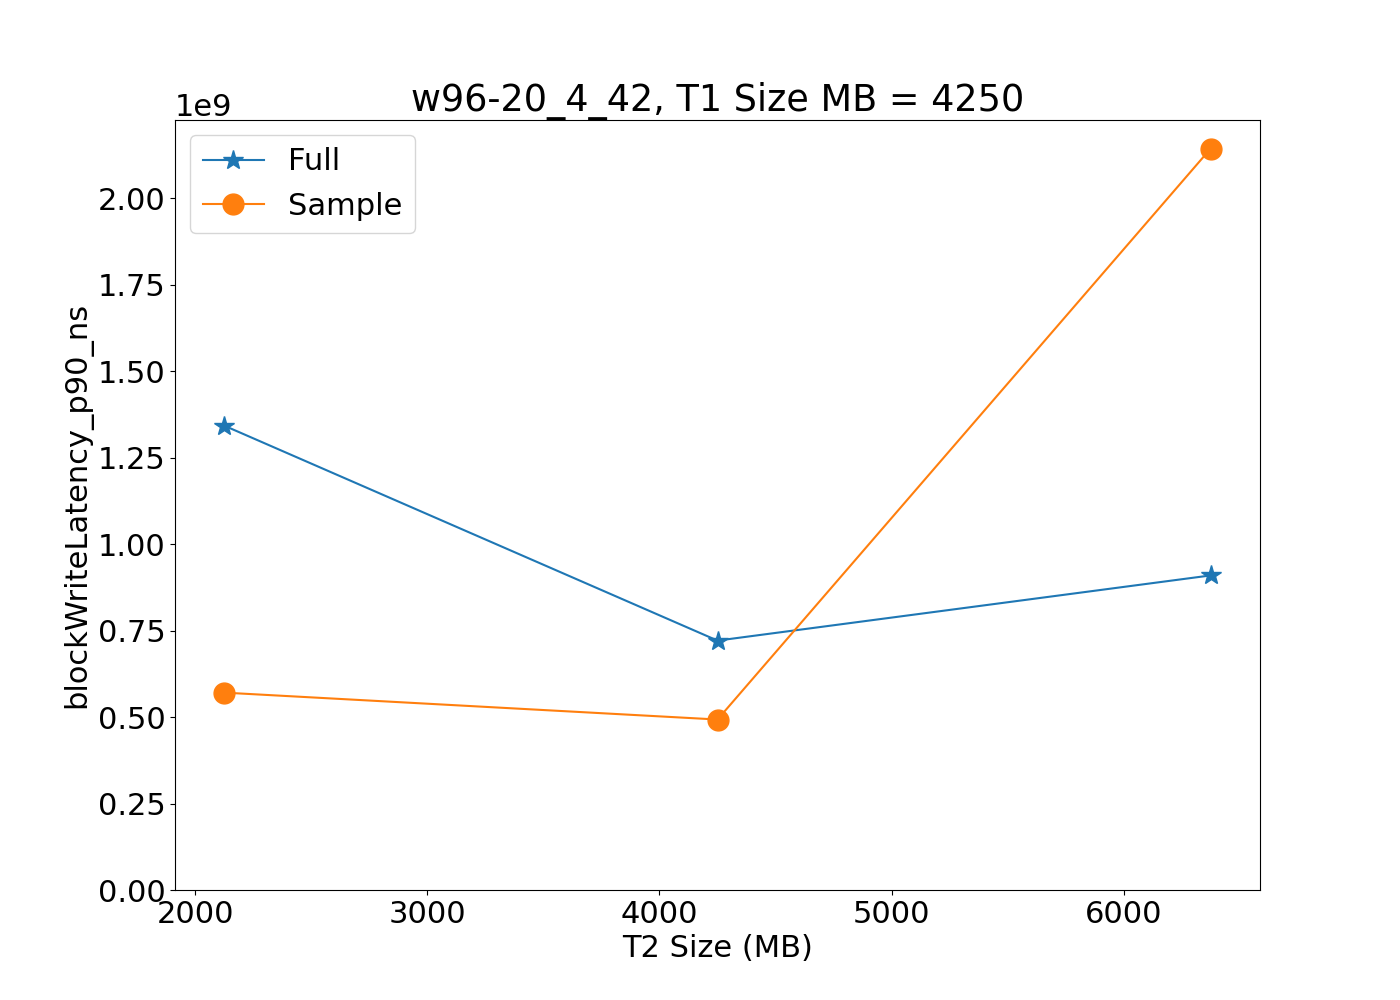 w96-20_4_42, T1 Size MB = 4250
1e9
Full
Sample
2.00
1.75
1.50
1.25
1.00
0.75
0.50
0.25
0.00
blockWriteLatency_p90_ns
2000 3000 4000 5000 6000
T2 Size (MB)